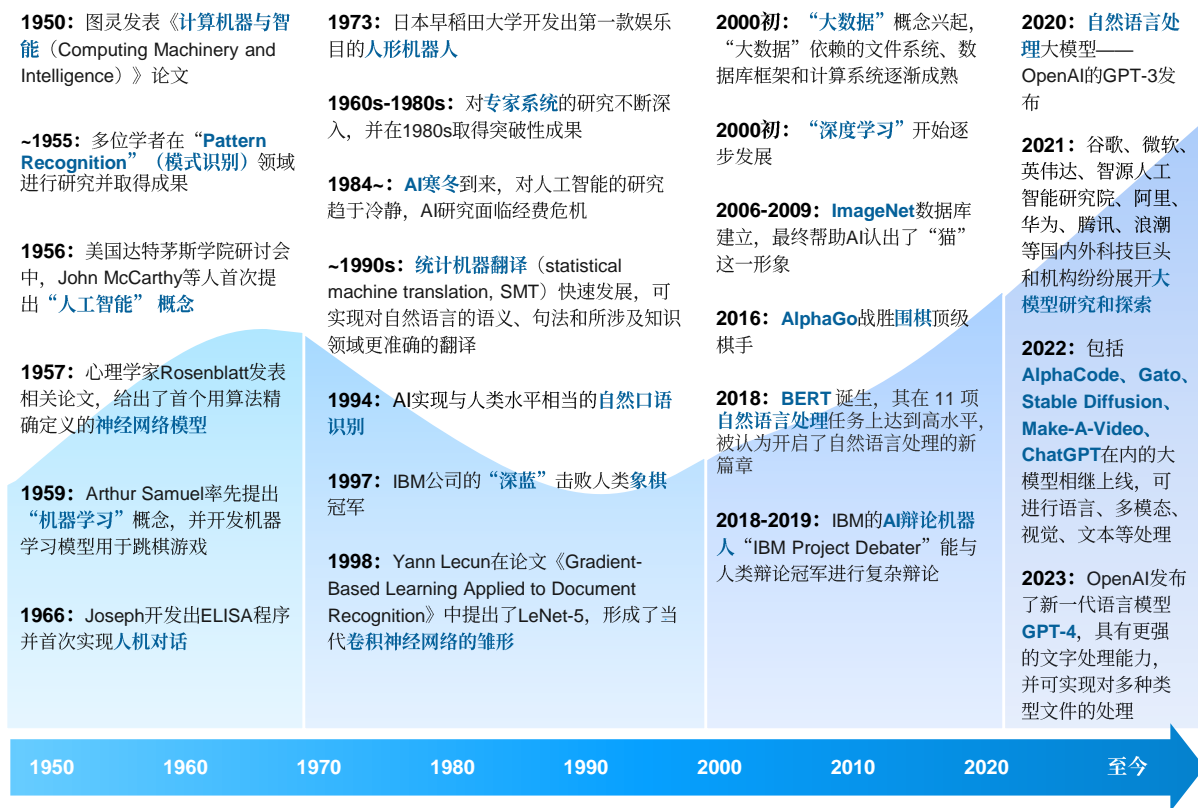 1950：图灵发表《计算机器与智
能（Computing Machinery and
Intelligence）》论文
~1955：多位学者在“Pattern
Recognition”（模式识别）领域
进行研究并取得成果
1956：美国达特茅斯学院研讨会
中，John McCarthy等人首次提
出“人工智能” 概念
1957：心理学家Rosenblatt发表
相关论文，给出了首个用算法精
确定义的神经网络模型
1959：Arthur Samuel率先提出
“机器学习”概念，并开发机器
学习模型用于跳棋游戏
1966：Joseph开发出ELISA程序
并首次实现人机对话
1973：日本早稻田大学开发出第一款娱乐
目的人形机器人
1960s-1980s：对专家系统的研究不断深
入，并在1980s取得突破性成果
1984~：AI寒冬到来，对人工智能的研究
趋于冷静，AI研究面临经费危机
~1990s：统计机器翻译（statistical
machine translation, SMT）快速发展，可
实现对自然语言的语义、句法和所涉及知识
领域更准确的翻译
1994：AI实现与人类水平相当的自然口语
识别
1997：IBM公司的“深蓝”击败人类象棋
冠军
1998：Yann Lecun在论文《Gradient-
Based Learning Applied to Document
Recognition》中提出了LeNet-5，形成了当
代卷积神经网络的雏形
2000初：“大数据”概念兴起，
“大数据”依赖的文件系统、数
据库框架和计算系统逐渐成熟
2000初：“深度学习”开始逐
步发展
2006-2009：ImageNet数据库
建立，最终帮助AI认出了“猫”
这一形象
2016：AlphaGo战胜围棋顶级
棋手
2018：BERT 诞生，其在 11 项
自然语言处理任务上达到高水平，
被认为开启了自然语言处理的新
篇章
2018-2019：IBM的AI辩论机器
人“IBM Project Debater”能与
人类辩论冠军进行复杂辩论
2020：自然语言处
理大模型——
OpenAI的GPT-3发
布
2021：谷歌、微软、
英伟达、智源人工
智能研究院、阿里、
华为、腾讯、浪潮
等国内外科技巨头
和机构纷纷展开大
模型研究和探索
2022：包括
AlphaCode、Gato、
Stable Diffusion、
Make-A-Video、
ChatGPT在内的大
模型相继上线，可
进行语言、多模态、
视觉、文本等处理
2023：OpenAI发布
了新一代语言模型
GPT-4，具有更强
的文字处理能力，
并可实现对多种类
型文件的处理
1950 1960 1970 1980 1990 2000 2010 2020 至今